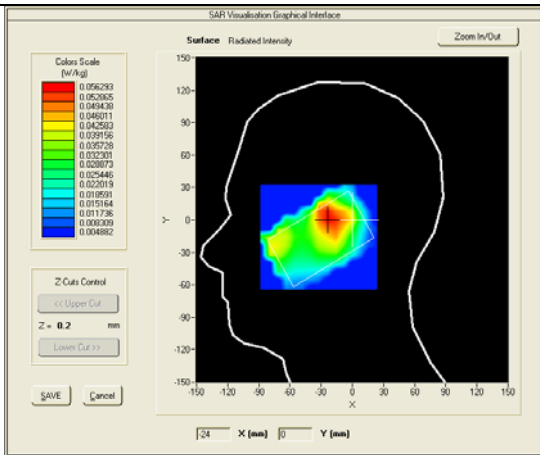 SAR Visualisation Graphical Interface
Surface Radiated Intensity
Zoom In/Out
Colors Scale
(W/kg)
0.056293
0.052865
0.049438
0.046011
0.042583
0.039156
0.035728
0.032301
0.028873
0.025446
0.022019
0.018591
0.015164
0.011736
0.008309
0.004882
Z Cuts Control
<< Upper Cut
Z = 0.2 mm
Lower Cut >>
SAVE Cancel
150
120
90
60
30
0
-30
-60
-90
-120
-150
Y
-150 -120 -90 -60 -30 0 30 60 90 120 150
X
-24 X (mm) 0 Y (mm)